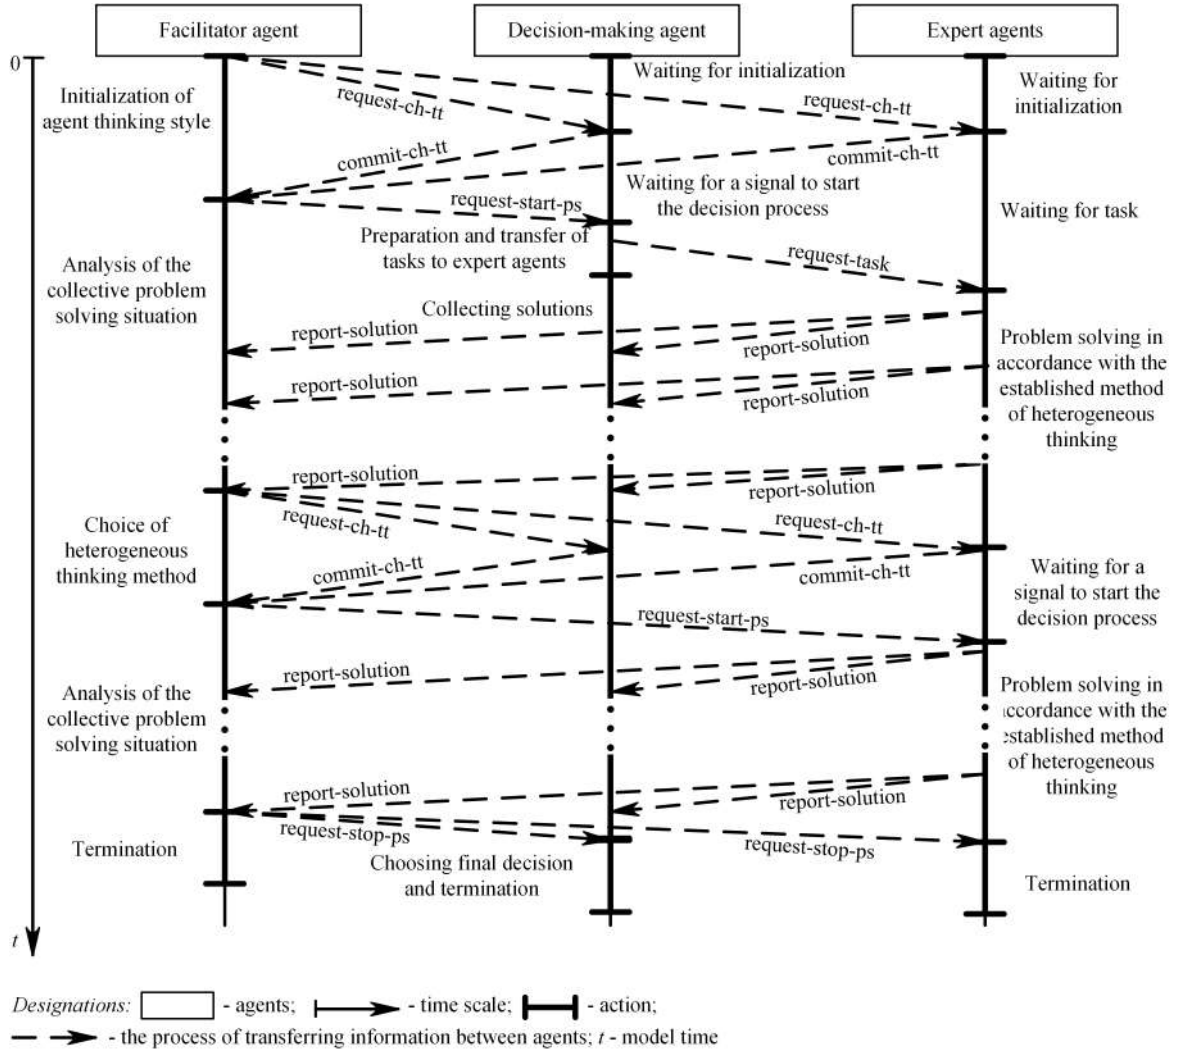 Facilitator agent
Decision-making agent
Expert agents
0
Waiting for initialization
Waiting for
initialization
Initialization of
agent thinking style
request-ch-tt
request-ch-tt
commit-ch-tt
commit-ch-tt
Waiting for a signal to start
the decision process
request-start-ps
Waiting for task
Preparation and transfer of
tasks to expert agents
request-task
Analysis of the
collective problem
solving situation
Collecting solutions
report-solution
report-solution
Problem solving in
accordance with the
established method
of heterogeneous
thinking
report-solution
report-solution
report-solution
report-solution
request-ch-tt
request-ch-tt
Choice of
heterogeneous
thinking method
commit-ch-tt
commit-ch-tt
Waiting for a
signal to start the
decision process
request-start-ps
report-solution
report-solution
Analysis of the
collective problem
solving situation
Problem solving in
accordance with the
established method
of heterogeneous
thinking
report-solution
report-solution
request-stop-ps
request-stop-ps
Termination
Choosing final decision
and termination
Termination
t
Designations: - agents; - time scale; - action;
- the process of transferring information between agents; t - model time